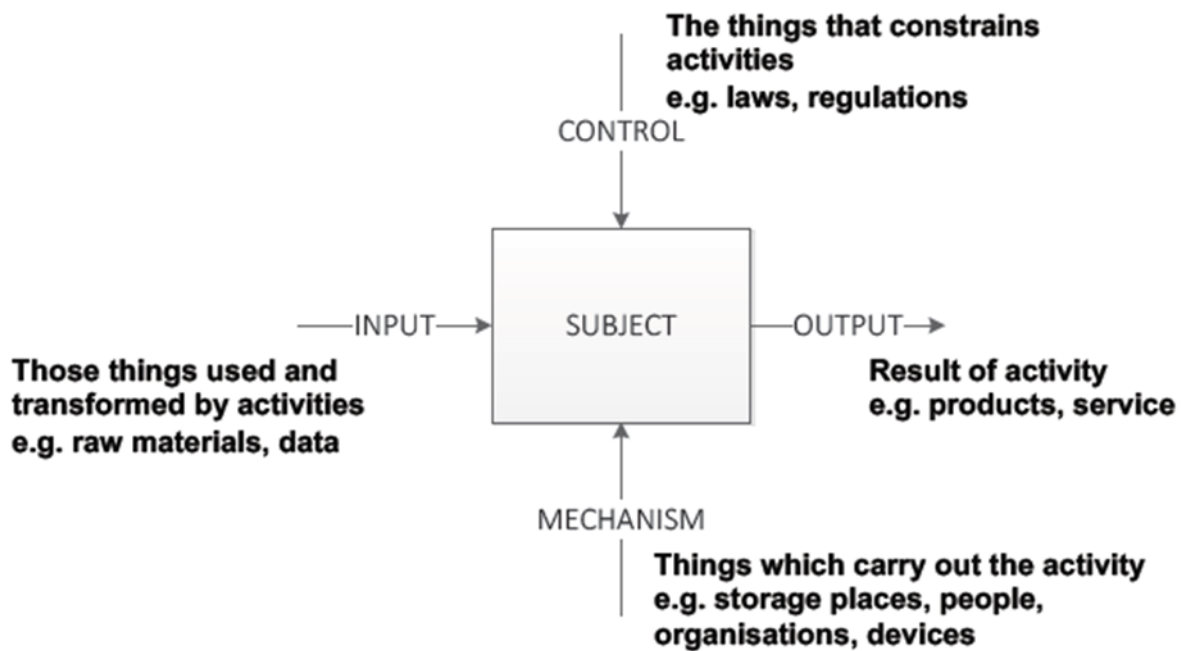 The things that constrains
activities
e.g. laws, regulations
CONTROL
INPUT
SUBJECT
OUTPUT
Those things used and
transformed by activities
e.g. raw materials, data
Result of activity
e.g. products, service
MECHANISM
Things which carry out the activity
e.g. storage places, people,
organisations, devices